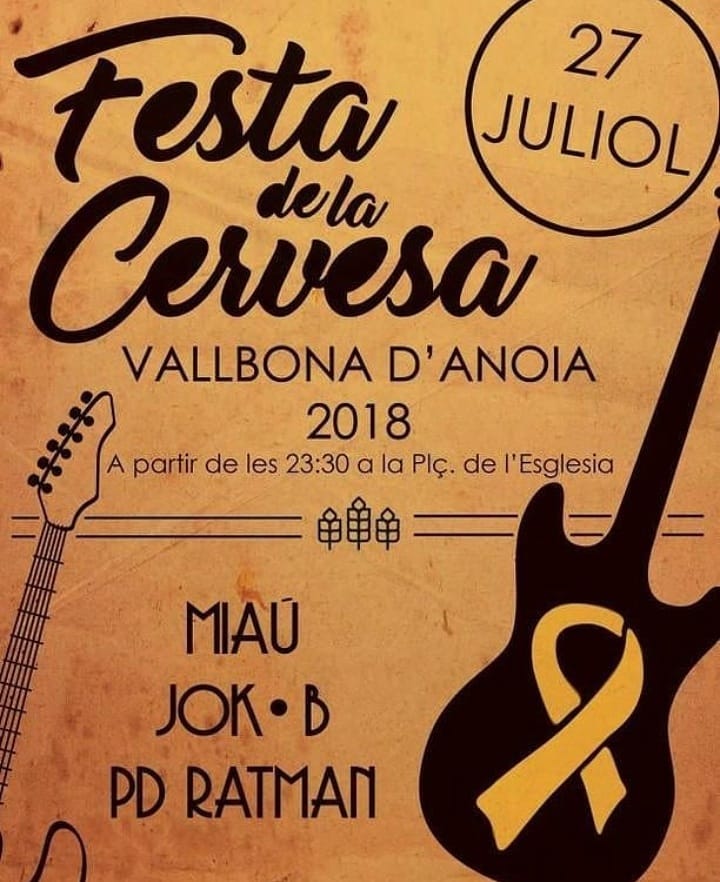 Festa
de la
Cervesa
27
JULIOL
VALLBONA D'ANOIA
2018
A partir de les 23:30 a la Plç. de l'Esglesia
MIAÚ
JOK • B
PD RATMAN